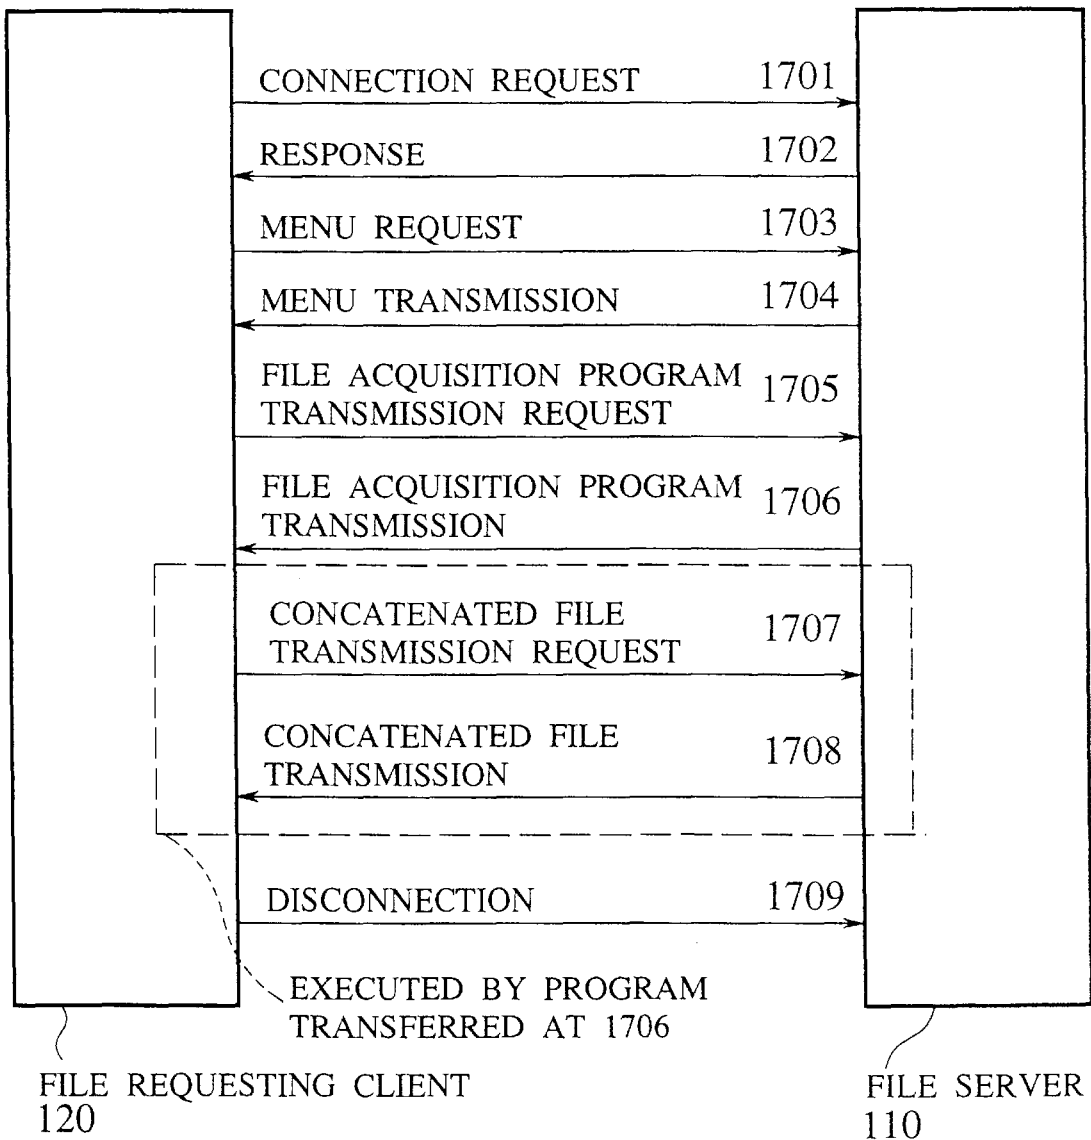 CONNECTION REQUEST 1701
RESPONSE 1702
MENU REQUEST 1703
MENU TRANSMISSION 1704
FILE ACQUISITION PROGRAM
TRANSMISSION REQUEST 1705
FILE ACQUISITION PROGRAM
TRANSMISSION 1706
CONCATENATED FILE
TRANSMISSION REQUEST 1707
CONCATENATED FILE
TRANSMISSION 1708
DISCONNECTION 1709
EXECUTED BY PROGRAM
TRANSFERRED AT 1706
FILE REQUESTING CLIENT
120
FILE SERVER
110